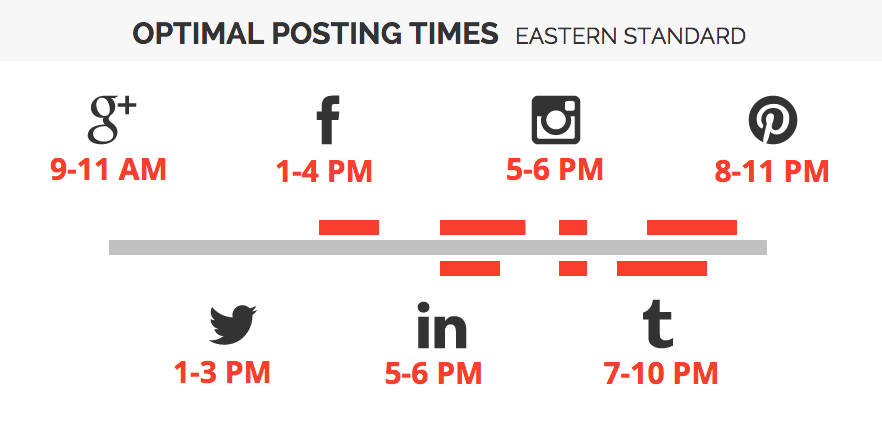 OPTIMAL POSTING TIMES EASTERN STANDARD
g+ f
9-11 AM 1-4 PM 5-6 PM 8-11 PM
in t
1-3 PM 5-6 PM 7-10 PM